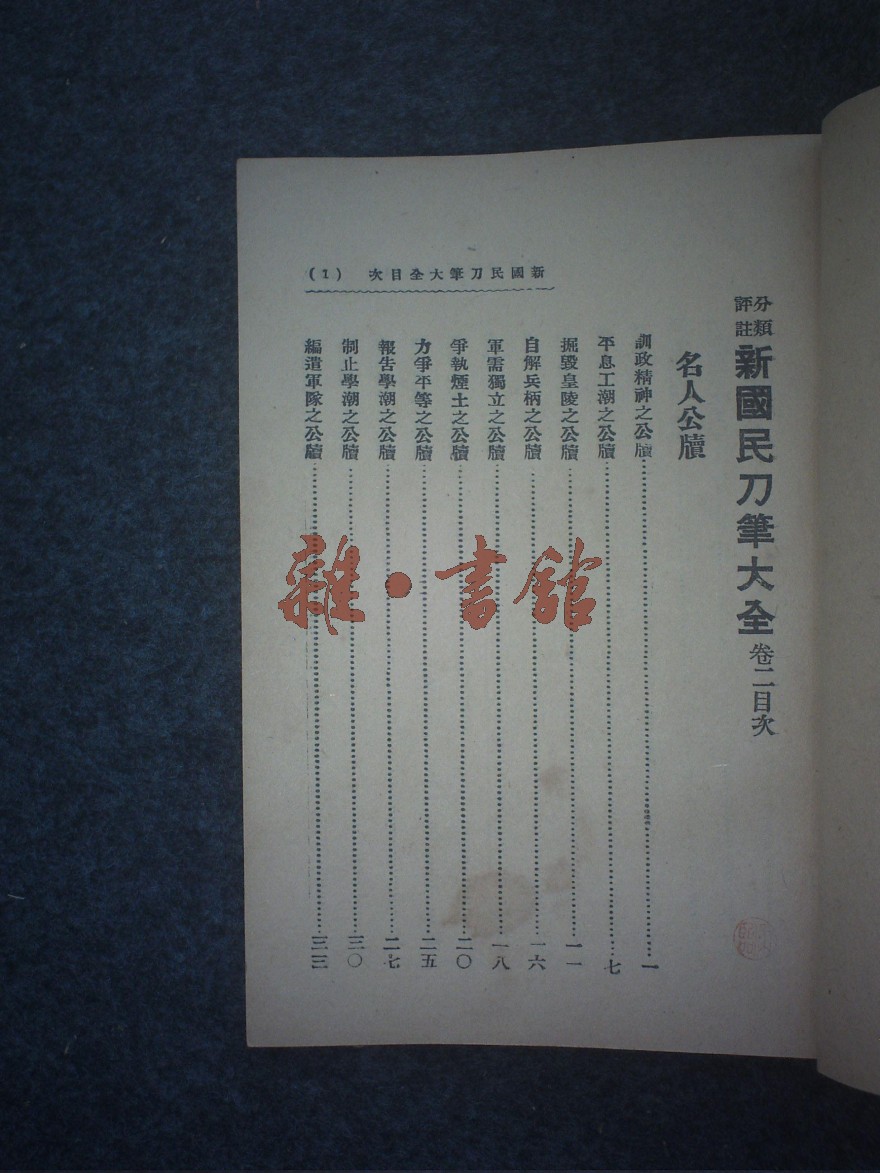 分類評註新國民刀筆大全卷二目次
名人公牘
訓政精神之公牘……一
平息工潮之公牘……七
掘毀皇陵之公牘……一一
自解兵柄之公牘……一六
軍需獨立之公牘……一八
爭執煙土之公牘……二〇
力爭平等之公牘……二五
報告學潮之公牘……二七
制止學潮之公牘……三〇
編遣軍隊之公牘……三三
新國民刀筆大全目次 (1)
雜·書館